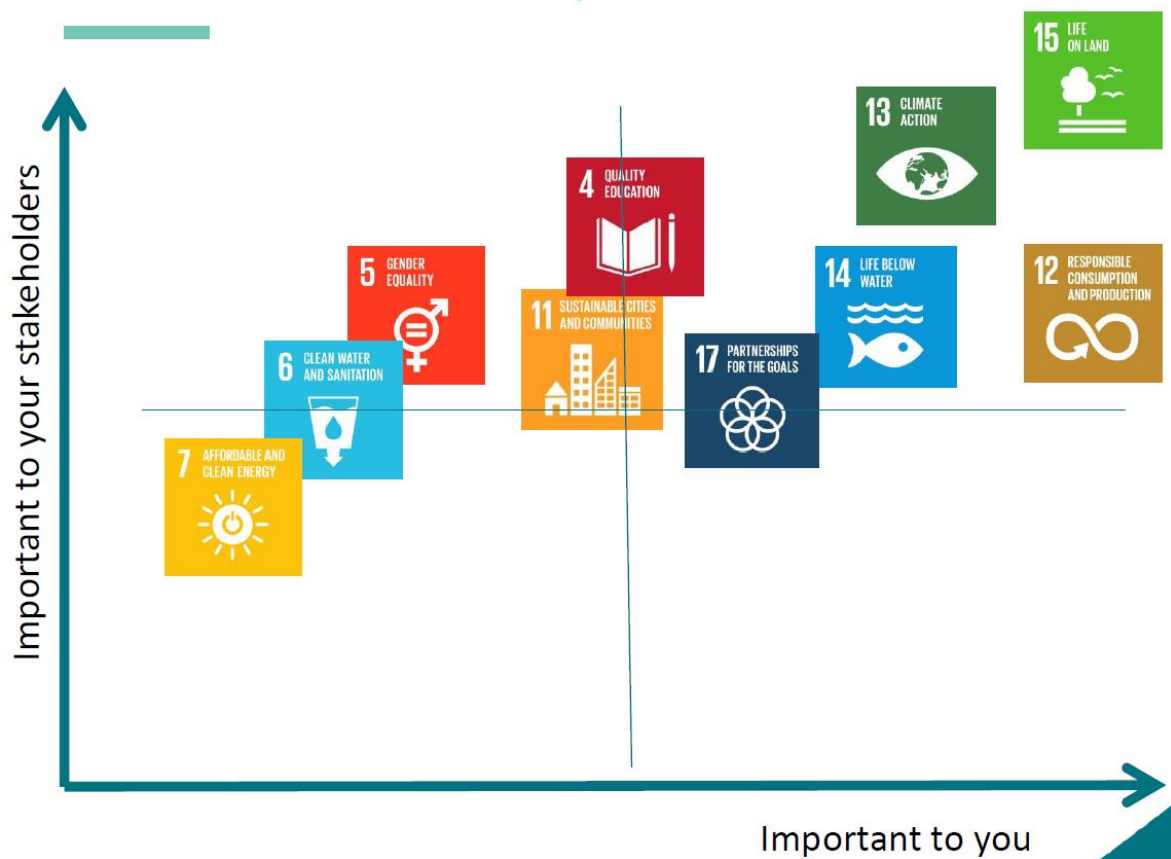 Important to your stakeholders
15 LIFE
ON LAND
13 CLIMATE
ACTION
4 QUALITY
EDUCATION
5 GENDER
EQUALITY
14 LIFE BELOW
WATER
12 RESPONSIBLE
CONSUMPTION
AND PRODUCTION
11 SUSTAINABLE CITIES
AND COMMUNITIES
17 PARTNERSHIPS
FOR THE GOALS
6 CLEAN WATER
AND SANITATION
7 AFFORDABLE AND
CLEAN ENERGY
Important to you